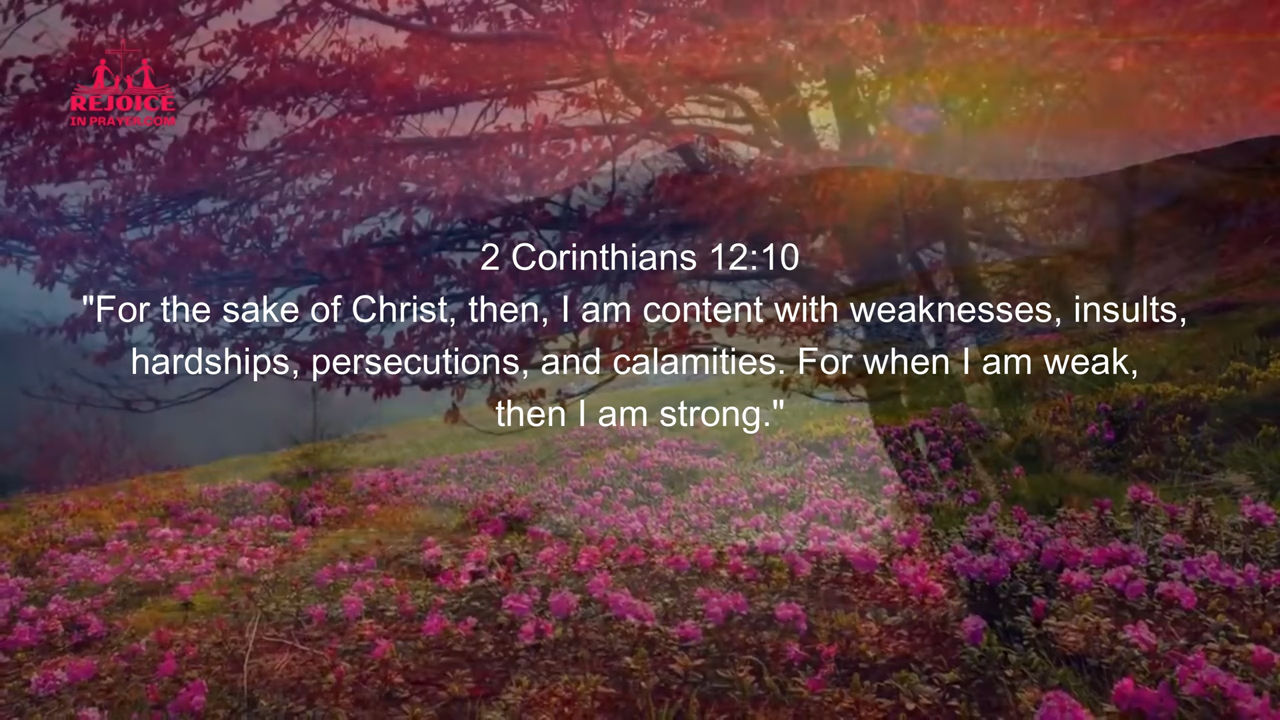 REJOICE
IN PRAYER.COM
2 Corinthians 12:10
"For the sake of Christ, then, I am content with weaknesses, insults,
hardships, persecutions, and calamities. For when I am weak,
then I am strong."